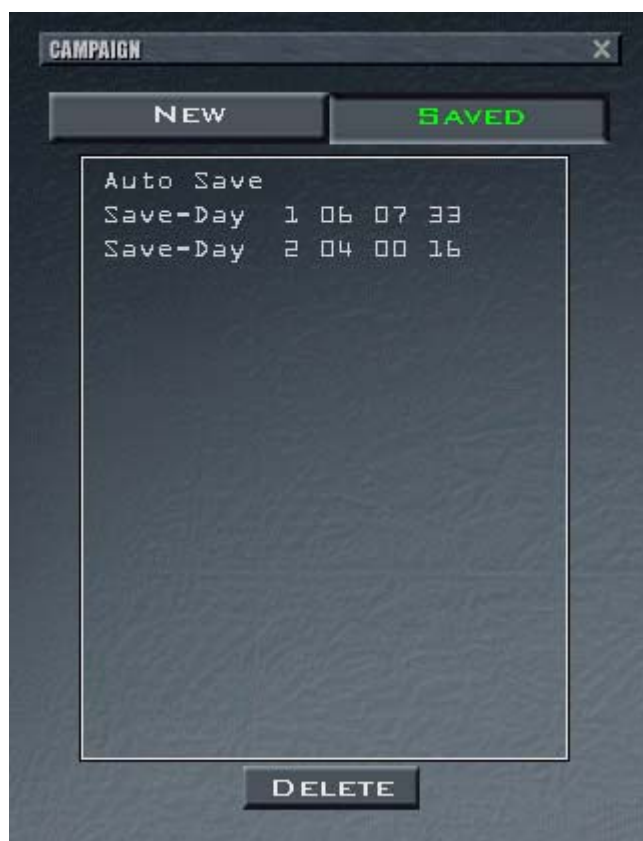 CAMPAIGN X
NEW SAVED
Auto Save
Save-Day 1 06 07 33
Save-Day 2 04 00 16
DELETE